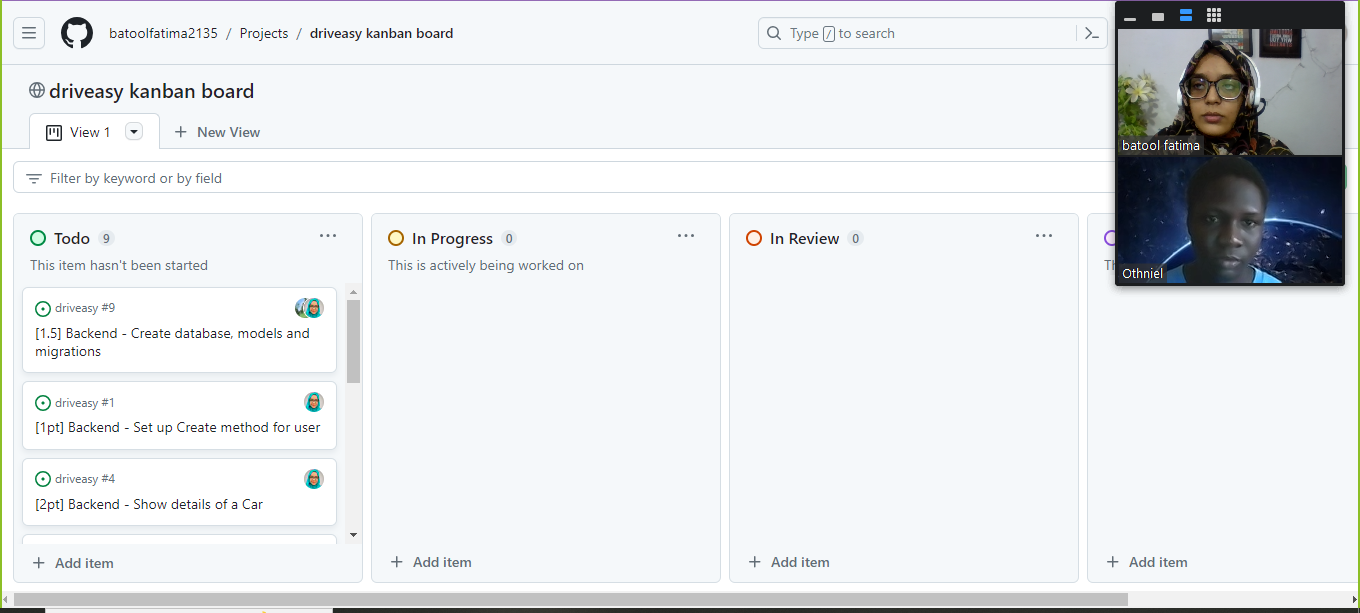 batoolfatima2135 / Projects / driveasy kanban board
Type / to search
driveasy kanban board
View 1
New View
Filter by keyword or by field
batool fatima
Othniel
Todo 9
This item hasn't been started
driveasy #9
[1.5] Backend - Create database, models and
migrations
driveasy #1
[1pt] Backend - Set up Create method for user
driveasy #4
[2pt] Backend - Show details of a Car
+ Add item
In Progress 0
This is actively being worked on
+ Add item
In Review 0
+ Add item
+ Add item